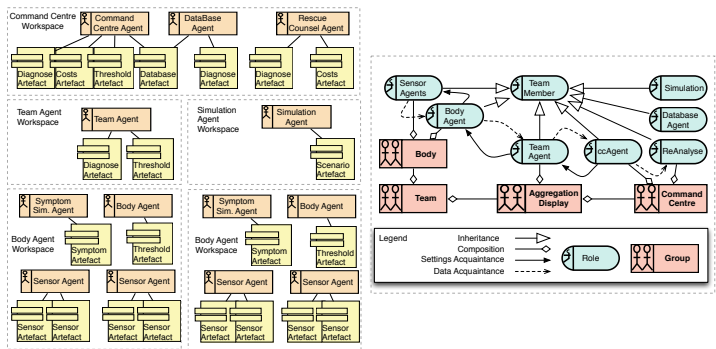 Command Centre
Workspace
Command
Centre Agent
DataBase
Agent
Rescue
Counsel Agent
Diagnose
Artefact
Costs
Artefact
Threshold
Artefact
Database
Artefact
Diagnose
Artefact
Diagnose
Artefact
Costs
Artefact
Team Agent
Workspace
Team Agent
Diagnose
Artefact
Threshold
Artefact
Simulation
Agent
Workspace
Simulation
Agent
Scenario
Artefact
Symptom
Sim. Agent
Body Agent
Body Agent
Workspace
Symptom
Artefact
Threshold
Artefact
Sensor Agent
Sensor Agent
Sensor
Artefact
Sensor
Artefact
Sensor
Artefact
Sensor
Artefact
Symptom
Sim. Agent
Body Agent
Body Agent
Workspace
Symptom
Artefact
Threshold
Artefact
Sensor Agent
Sensor Agent
Sensor
Artefact
Sensor
Artefact
Sensor
Artefact
Sensor
Artefact
Sensor
Agents
Team
Member
Simulation
Body
Agent
Database
Agent
Body
Team
Agent
ccAgent
ReAnalyse
Team
Aggregation
Display
Command
Centre
Legend
Inheritance
Composition
Settings Acquaintance
Data Acquaintance
Role
Group